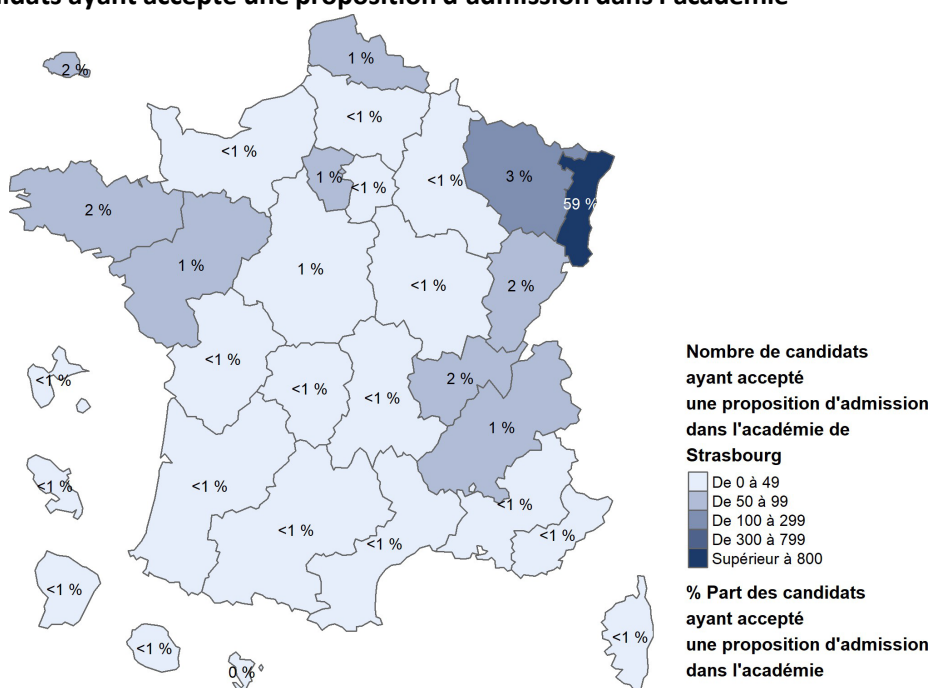 idats ayant accepté une proposition d'admission dans l'académie
1 %
2 %
<1 %
<1 %
1 %
<1 %
<1 %
3 %
59 %
2 %
1 %
1 %
<1 %
2 %
<1 %
<1 %
<1 %
2 %
1 %
<1 %
<1 %
<1 %
<1 %
<1 %
<1 %
<1 %
<1 %
<1 %
0 %
<1 %
Nombre de candidats
ayant accepté
une proposition d'admission
dans l'académie de
Strasbourg
De 0 à 49
De 50 à 99
De 100 à 299
De 300 à 799
Supérieur à 800
% Part des candidats
ayant accepté
une proposition d'admission
dans l'académie